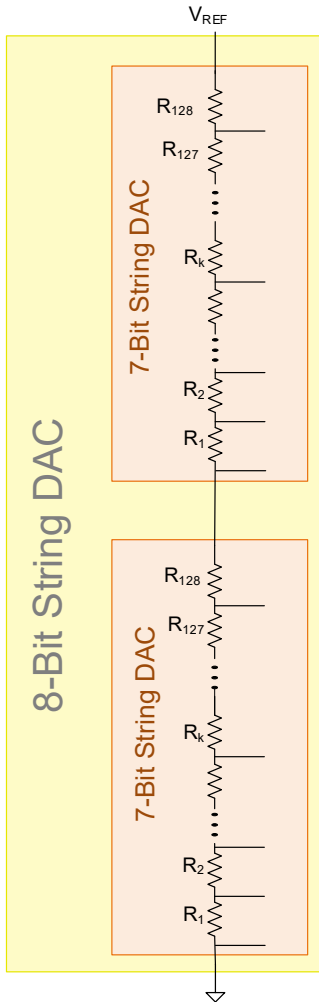 V_REF
8-Bit String DAC
7-Bit String DAC
R₁₂₈
R₁₂₇
Rₖ
R₂
R₁
7-Bit String DAC
R₁₂₈
R₁₂₇
Rₖ
R₂
R₁